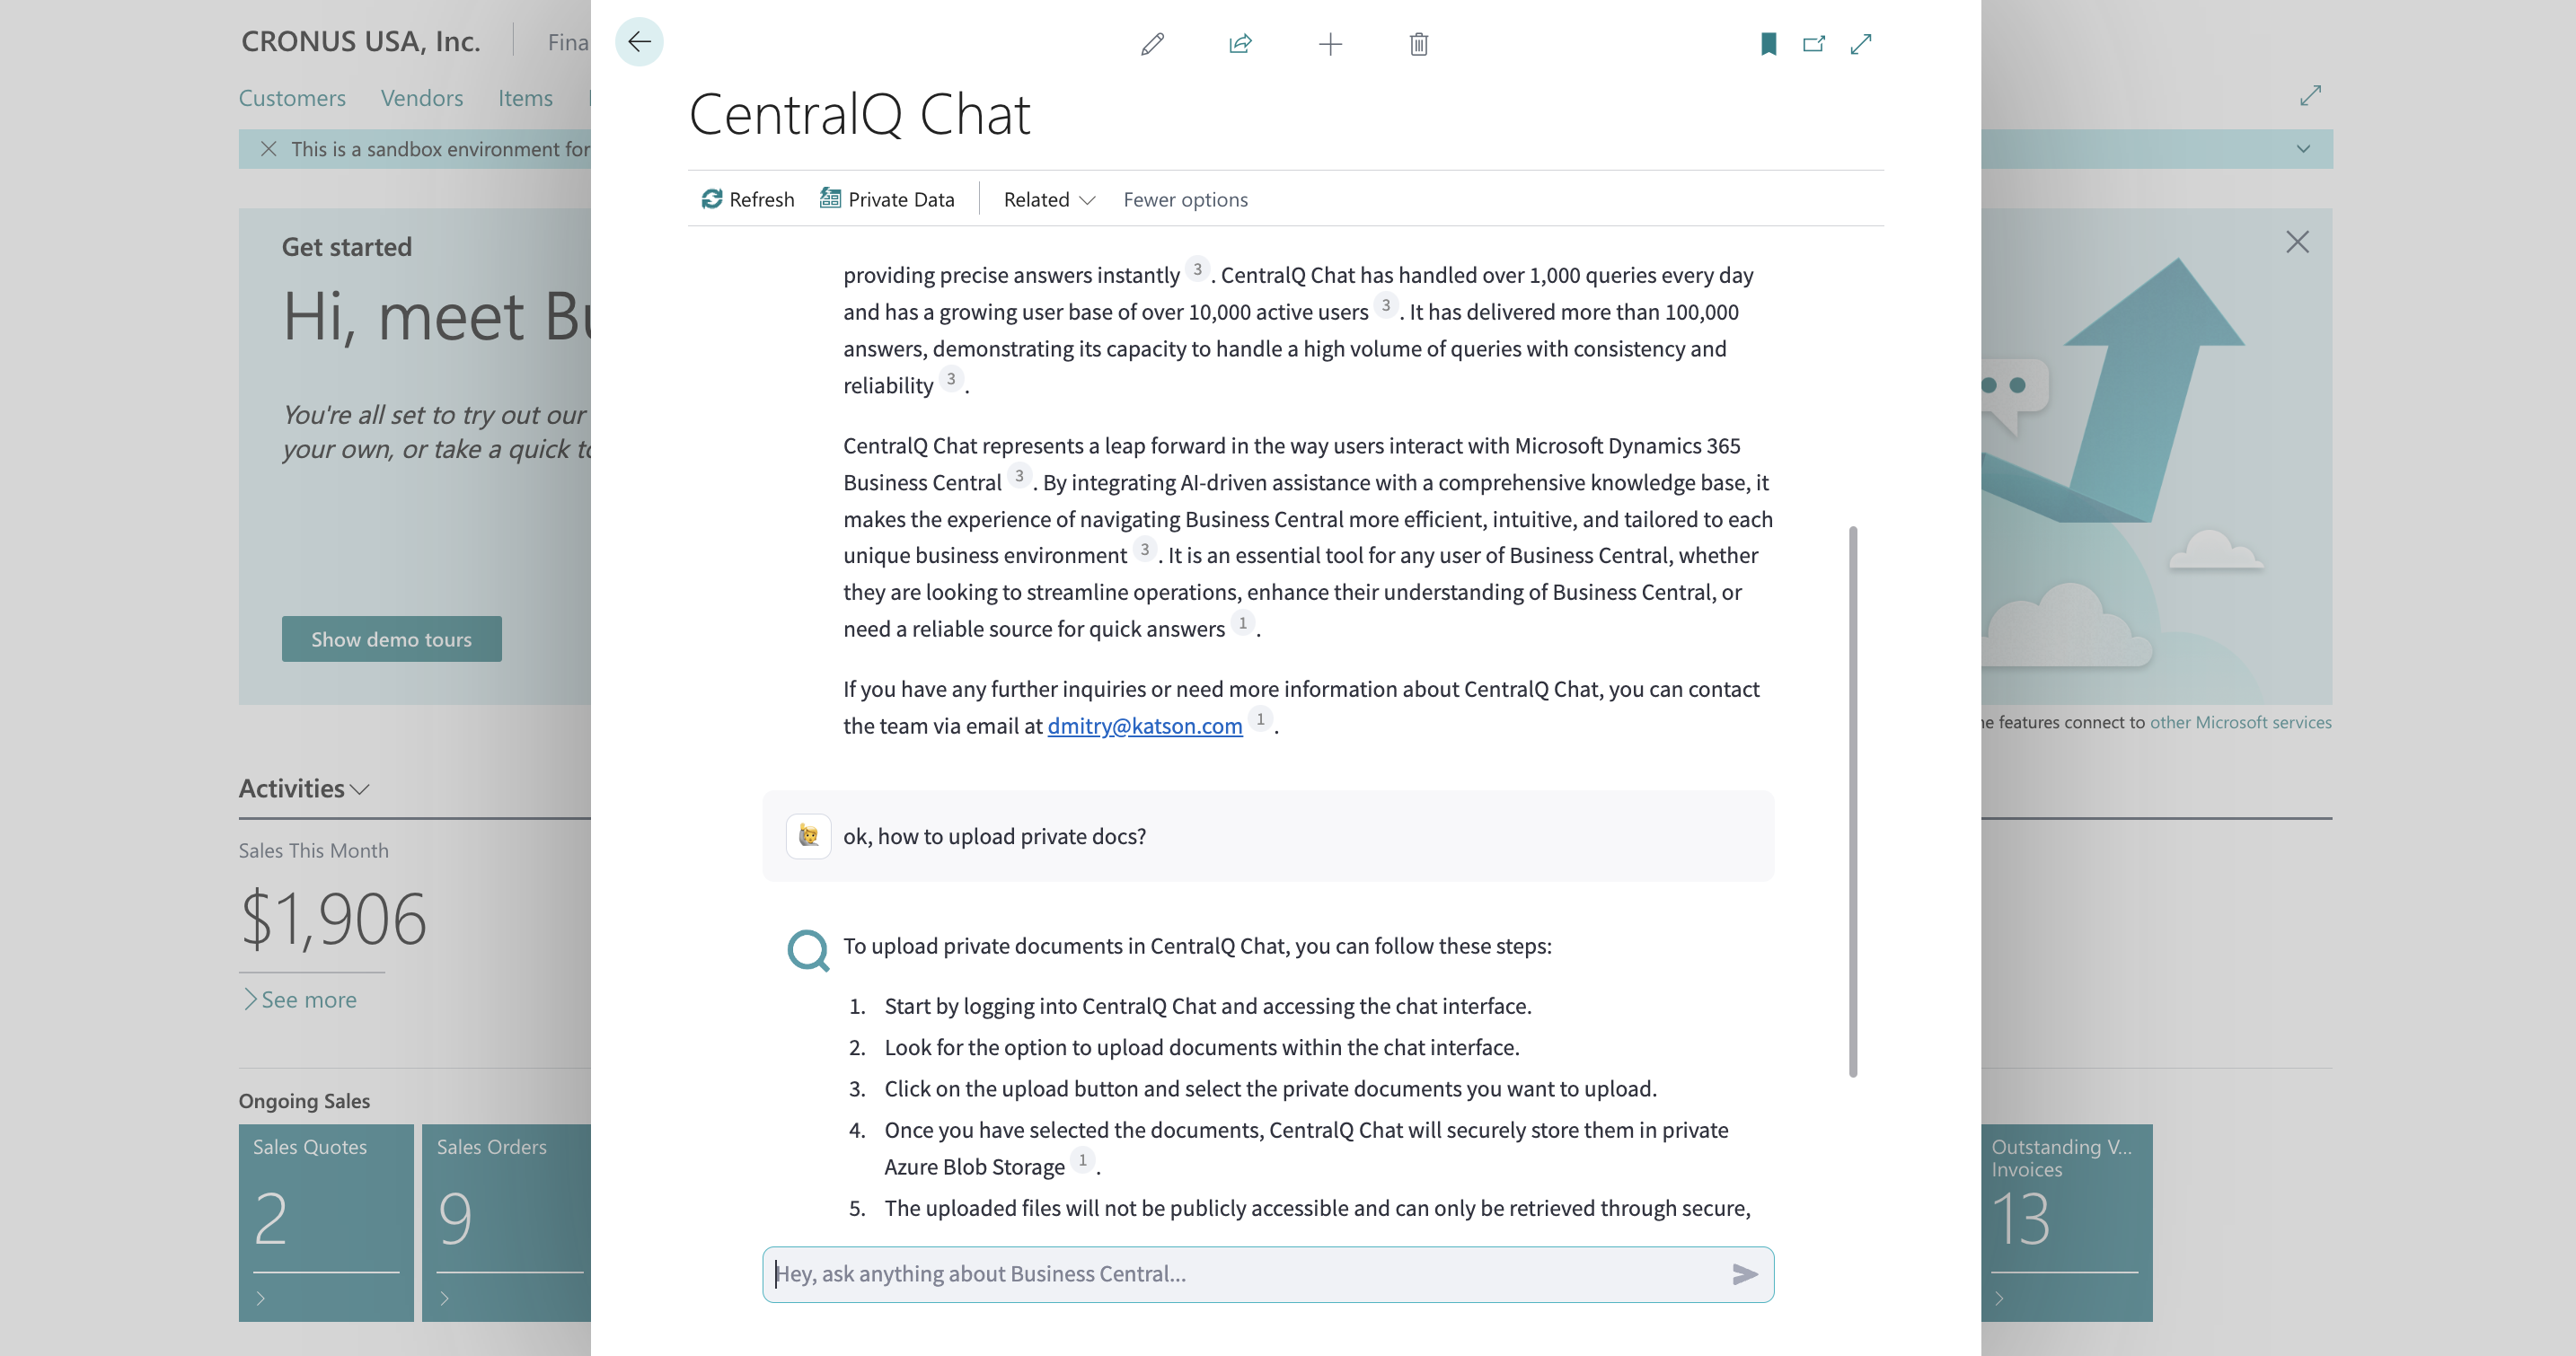 CRONUS USA, Inc.
Fina
Customers Vendors Items
This is a sandbox environment for
Get started
Hi, meet Bu
You're all set to try out our
your own, or take a quick to
Show demo tours
Activities
Sales This Month
$1,906
See more
Ongoing Sales
Sales Quotes
2
Sales Orders
9
CentralQ Chat
Refresh Private Data Related Fewer options
providing precise answers instantly 3 . CentralQ Chat has handled over 1,000 queries every day
and has a growing user base of over 10,000 active users 3 . It has delivered more than 100,000
answers, demonstrating its capacity to handle a high volume of queries with consistency and
reliability 3 .
CentralQ Chat represents a leap forward in the way users interact with Microsoft Dynamics 365
Business Central 3 . By integrating AI-driven assistance with a comprehensive knowledge base, it
makes the experience of navigating Business Central more efficient, intuitive, and tailored to each
unique business environment 3 . It is an essential tool for any user of Business Central, whether
they are looking to streamline operations, enhance their understanding of Business Central, or
need a reliable source for quick answers 1 .
If you have any further inquiries or need more information about CentralQ Chat, you can contact
the team via email at dmitry@katson.com 1 .
ok, how to upload private docs?
To upload private documents in CentralQ Chat, you can follow these steps:
1. Start by logging into CentralQ Chat and accessing the chat interface.
2. Look for the option to upload documents within the chat interface.
3. Click on the upload button and select the private documents you want to upload.
4. Once you have selected the documents, CentralQ Chat will securely store them in private
Azure Blob Storage 1 .
5. The uploaded files will not be publicly accessible and can only be retrieved through secure,
Hey, ask anything about Business Central...
he features connect to other Microsoft services
Outstanding V...
Invoices
13